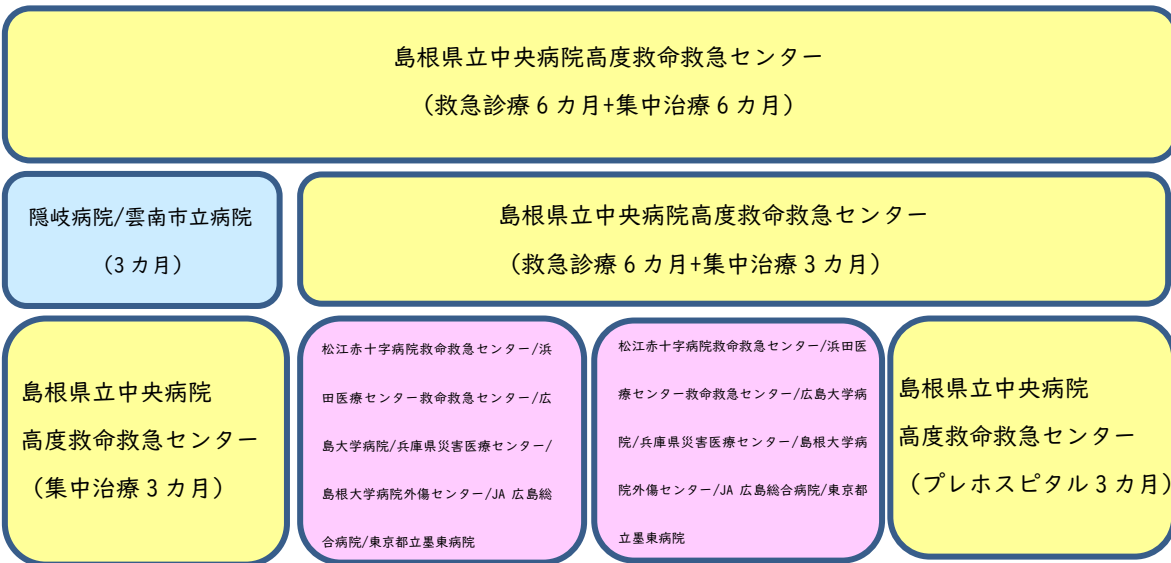 島根県立中央病院高度救命救急センター
（救急診療6カ月+集中治療6カ月）
隠岐病院/雲南市立病院
（3カ月）
島根県立中央病院高度救命救急センター
（救急診療6カ月+集中治療3カ月）
島根県立中央病院
高度救命救急センター
（集中治療3カ月）
松江赤十字病院救命救急センター/浜
田医療センター救命救急センター/広
島大学病院/兵庫県災害医療センター/
島根大学病院外傷センター/JA 広島総
合病院/東京都立墨東病院
松江赤十字病院救命救急センター/浜田医
療センター救命救急センター/広島大学病
院/兵庫県災害医療センター/島根大学病
院外傷センター/JA 広島総合病院/東京都
立墨東病院
島根県立中央病院
高度救命救急センター
（プレホスピタル3カ月）